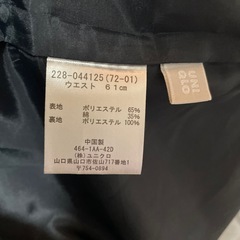 228-044125(72-01)
ウエスト 61cm
表地 ポリエステル 65%
綿 35%
裏地 ポリエステル 100%
中国製
464-1AA-420
(株)ユニクロ
山口県山口市佐山717番地1
〒754-0894
UNI
QLO